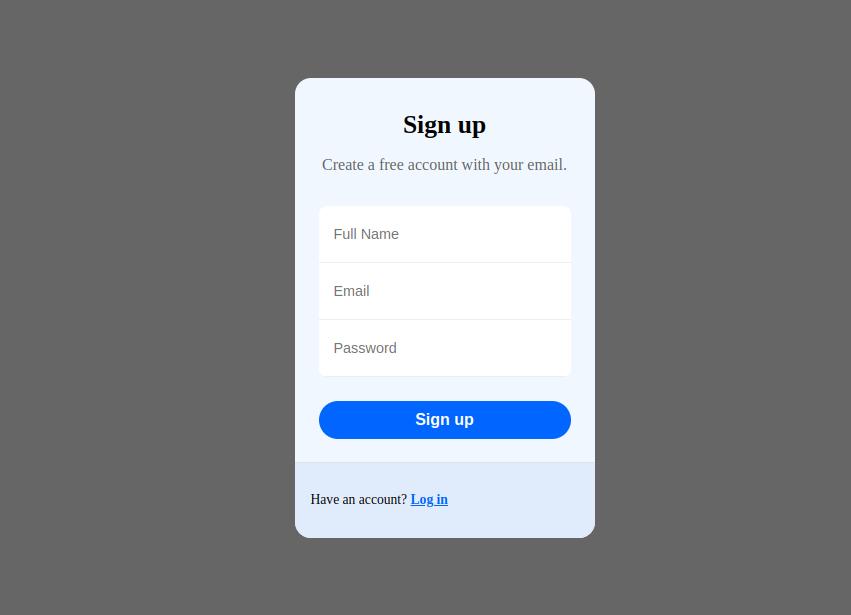 Sign up
Create a free account with your email.
Full Name
Email
Password
Sign up
Have an account? Log in